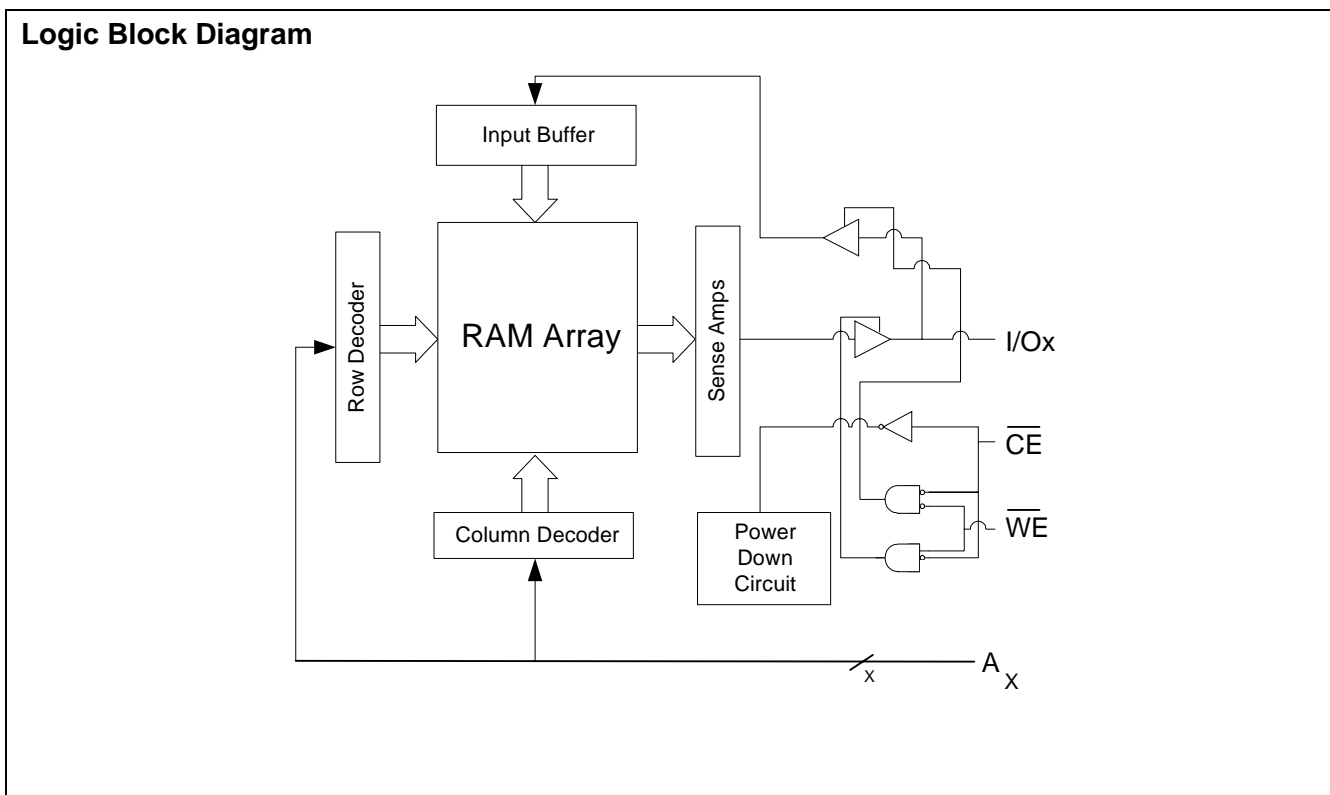 Logic Block Diagram
Input Buffer
Row Decoder
RAM Array
Sense Amps
I/Ox
CE
Column Decoder
Power
Down
Circuit
WE
X
A X